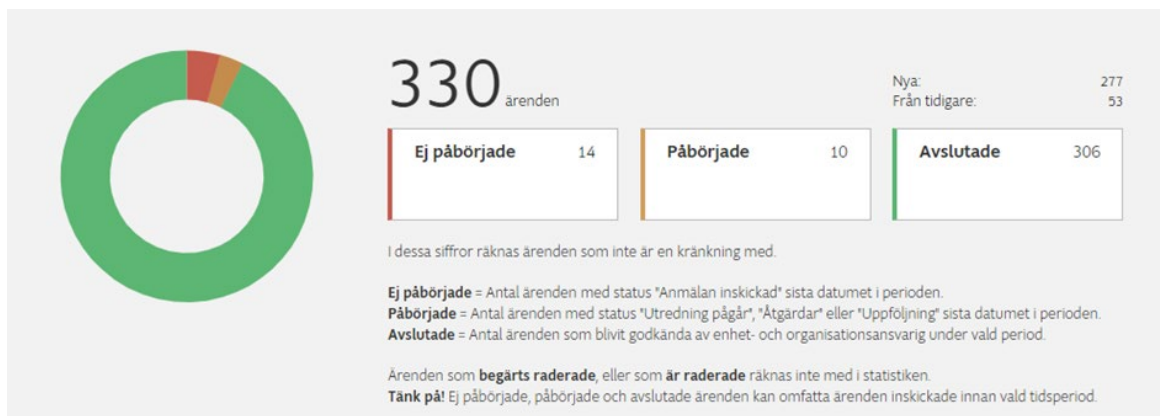 330 ärenden
Nya: 277
Från tidigare: 53
Ej påbörjade 14
Påbörjade 10
Avslutade 306
I dessa siffror räknas ärenden som inte är en kränkning med.
Ej påbörjade = Antal ärenden med status "Anmälan inskickad" sista datumet i perioden.
Påbörjade = Antal ärenden med status "Utredning pågår", "Åtgärdar" eller "Uppföljning" sista datumet i perioden.
Avslutade = Antal ärenden som blivit godkända av enhet- och organisationsansvarig under vald period.
Ärenden som begärts raderade, eller som är raderade räknas inte med i statistiken.
Tänk på! Ej påbörjade, påbörjade och avslutade ärenden kan omfatta ärenden inskickade innan vald tidsperiod.